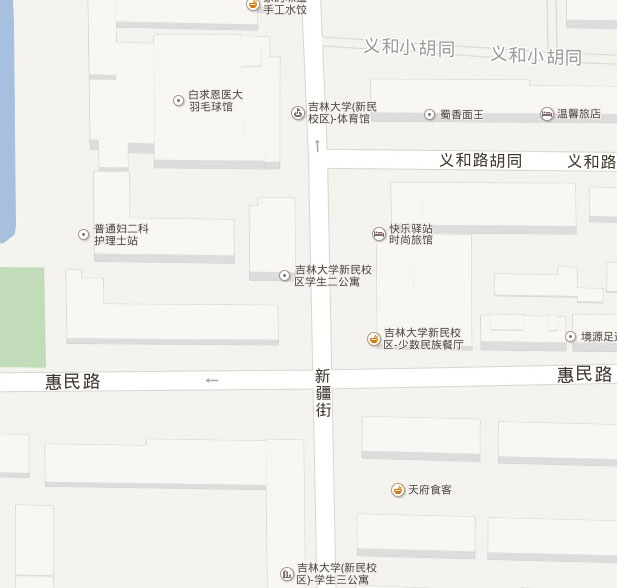 手工水饺
义和小胡同
义和小胡同
白求恩医大
羽毛球馆
吉林大学(新民
校区)-体育馆
蜀香面王
温馨旅店
义和路胡同
义和路
普通妇二科
护理士站
快乐驿站
时尚旅馆
吉林大学新民校
区学生二公寓
吉林大学新民校
区-少数民族餐厅
境源足
惠民路
新疆街
惠民路
天府食客
吉林大学(新民校
区)-学生三公寓